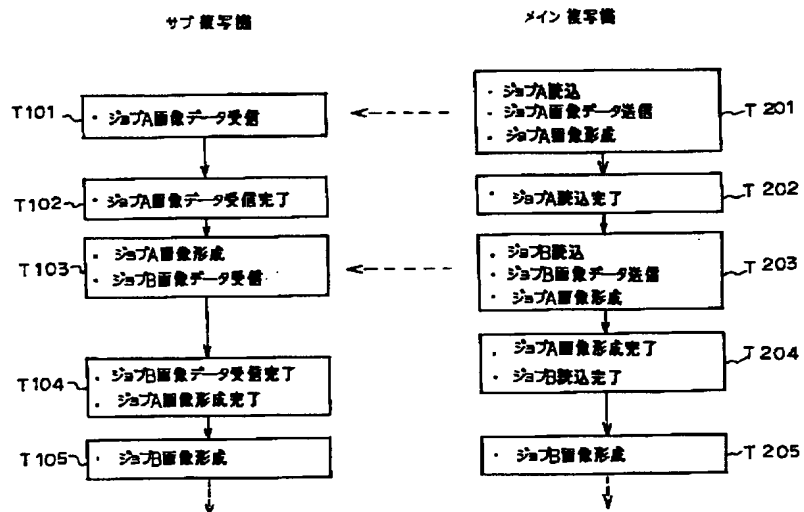 サブ複写機
メイン複写機
T101
・ジョブA画像データ受信
T102
・ジョブA画像データ受信完了
T103
・ジョブA画像形成
・ジョブB画像データ受信
T104
・ジョブB画像データ受信完了
・ジョブA画像形成完了
T105
・ジョブB画像形成
・ジョブA読込
・ジョブA画像データ送信
・ジョブA画像形成
T201
・ジョブA読込完了
T202
・ジョブB読込
・ジョブB画像データ送信
・ジョブA画像形成
T203
・ジョブA画像形成完了
・ジョブB読込完了
T204
・ジョブB画像形成
T205